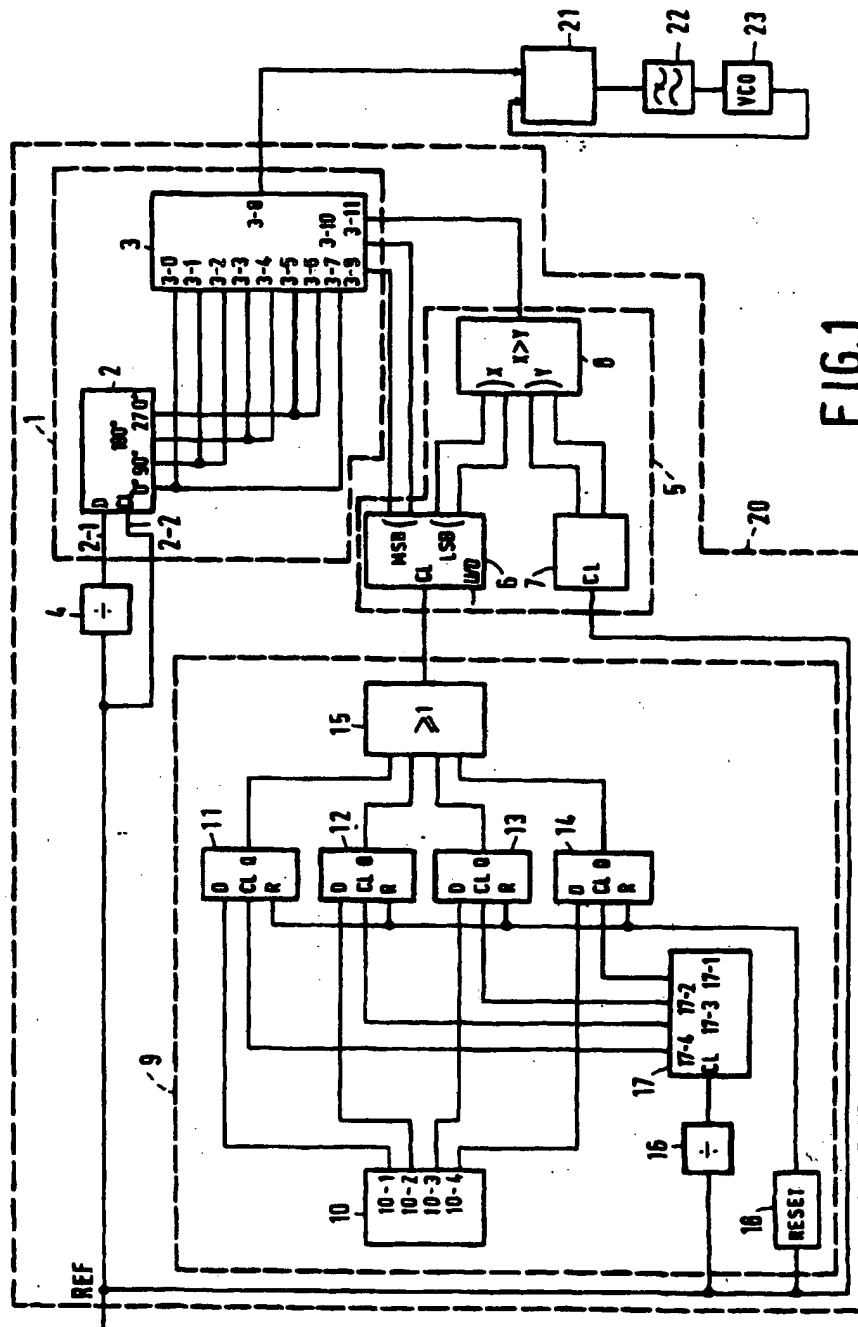 REF
4
÷
2-1
2-2
1
2
D
CL
0° 90° 180° 270°
3
3-0
3-1
3-2
3-3
3-4
3-5
3-6
3-7
3-9
3-8
3-10
3-11
21
22
23
VCO
5
6
MSB
CL
LSB
U/D
7
CL
8
X
X>Y
Y
20
9
10
10-1
10-2
10-3
10-4
11
D
CL Q
R
12
D
CL Q
R
13
D
CL Q
R
14
D
CL Q
R
15
≥1
16
÷
17
17-4
17-3
17-2
17-1
CL
18
RESET
FIG.1